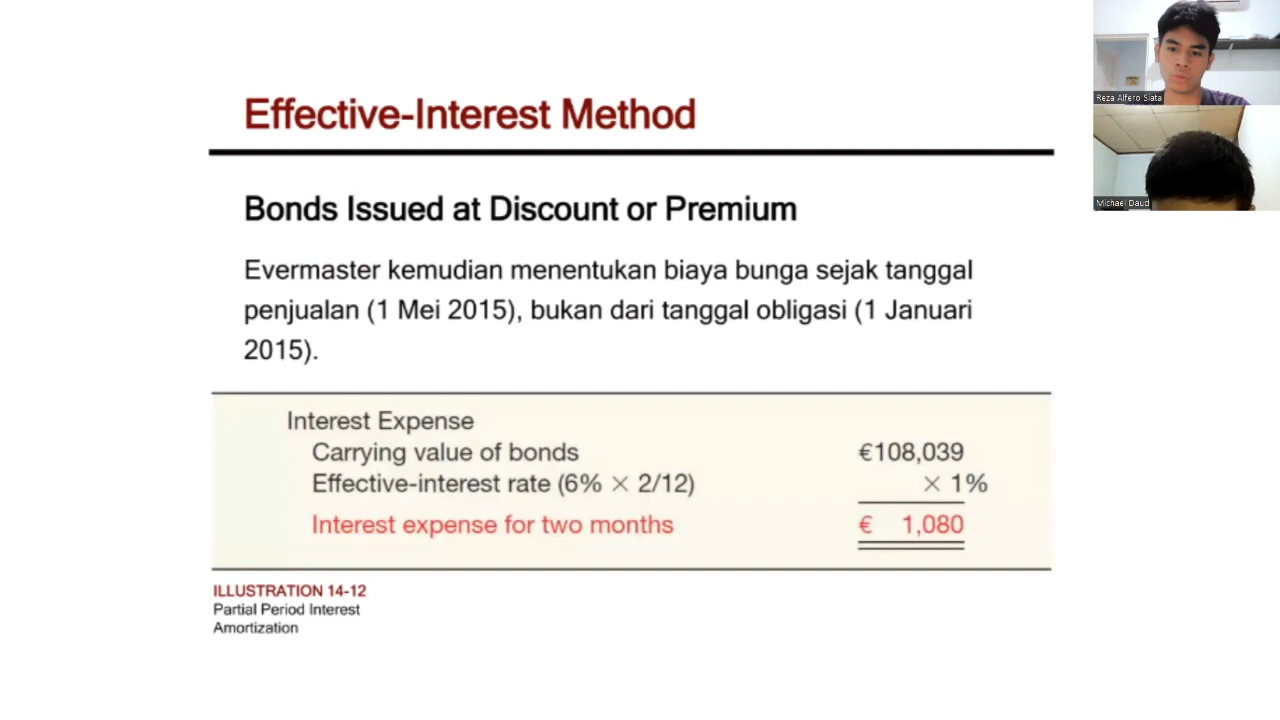 Effective-Interest Method
Bonds Issued at Discount or Premium
Evermaster kemudian menentukan biaya bunga sejak tanggal
penjualan (1 Mei 2015), bukan dari tanggal obligasi (1 Januari
2015).
Interest Expense
Carrying value of bonds €108,039
Effective-interest rate (6% × 2/12) × 1%
Interest expense for two months € 1,080
ILLUSTRATION 14-12
Partial Period Interest
Amortization
Reza Alfero Siata
Michael Daud